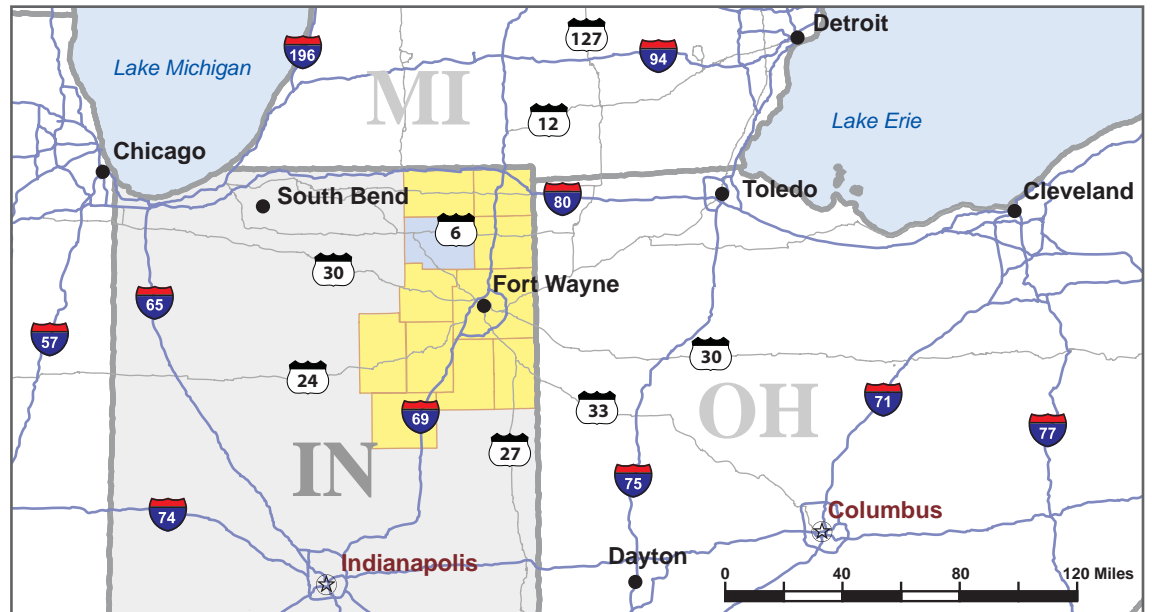 Detroit
127
196
94
Lake Michigan
MI
12
Lake Erie
Chicago
South Bend
80
Toledo
Cleveland
6
30
Fort Wayne
65
57
30
24
33
71
69
OH
77
27
IN
75
74
Columbus
Indianapolis
Dayton
0 40 80 120 Miles